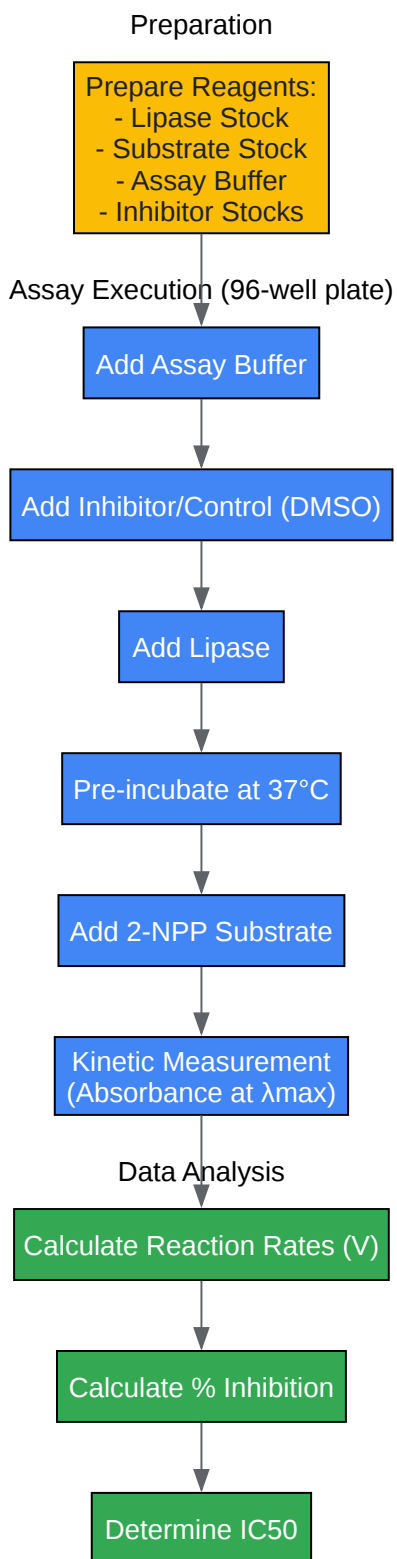 Preparation
Prepare Reagents:
- Lipase Stock
- Substrate Stock
- Assay Buffer
- Inhibitor Stocks
Assay Execution (96-well plate)
Add Assay Buffer
Add Inhibitor/Control (DMSO)
Add Lipase
Pre-incubate at 37°C
Add 2-NPP Substrate
Kinetic Measurement
(Absorbance at λmax)
Data Analysis
Calculate Reaction Rates (V)
Calculate % Inhibition
Determine IC50